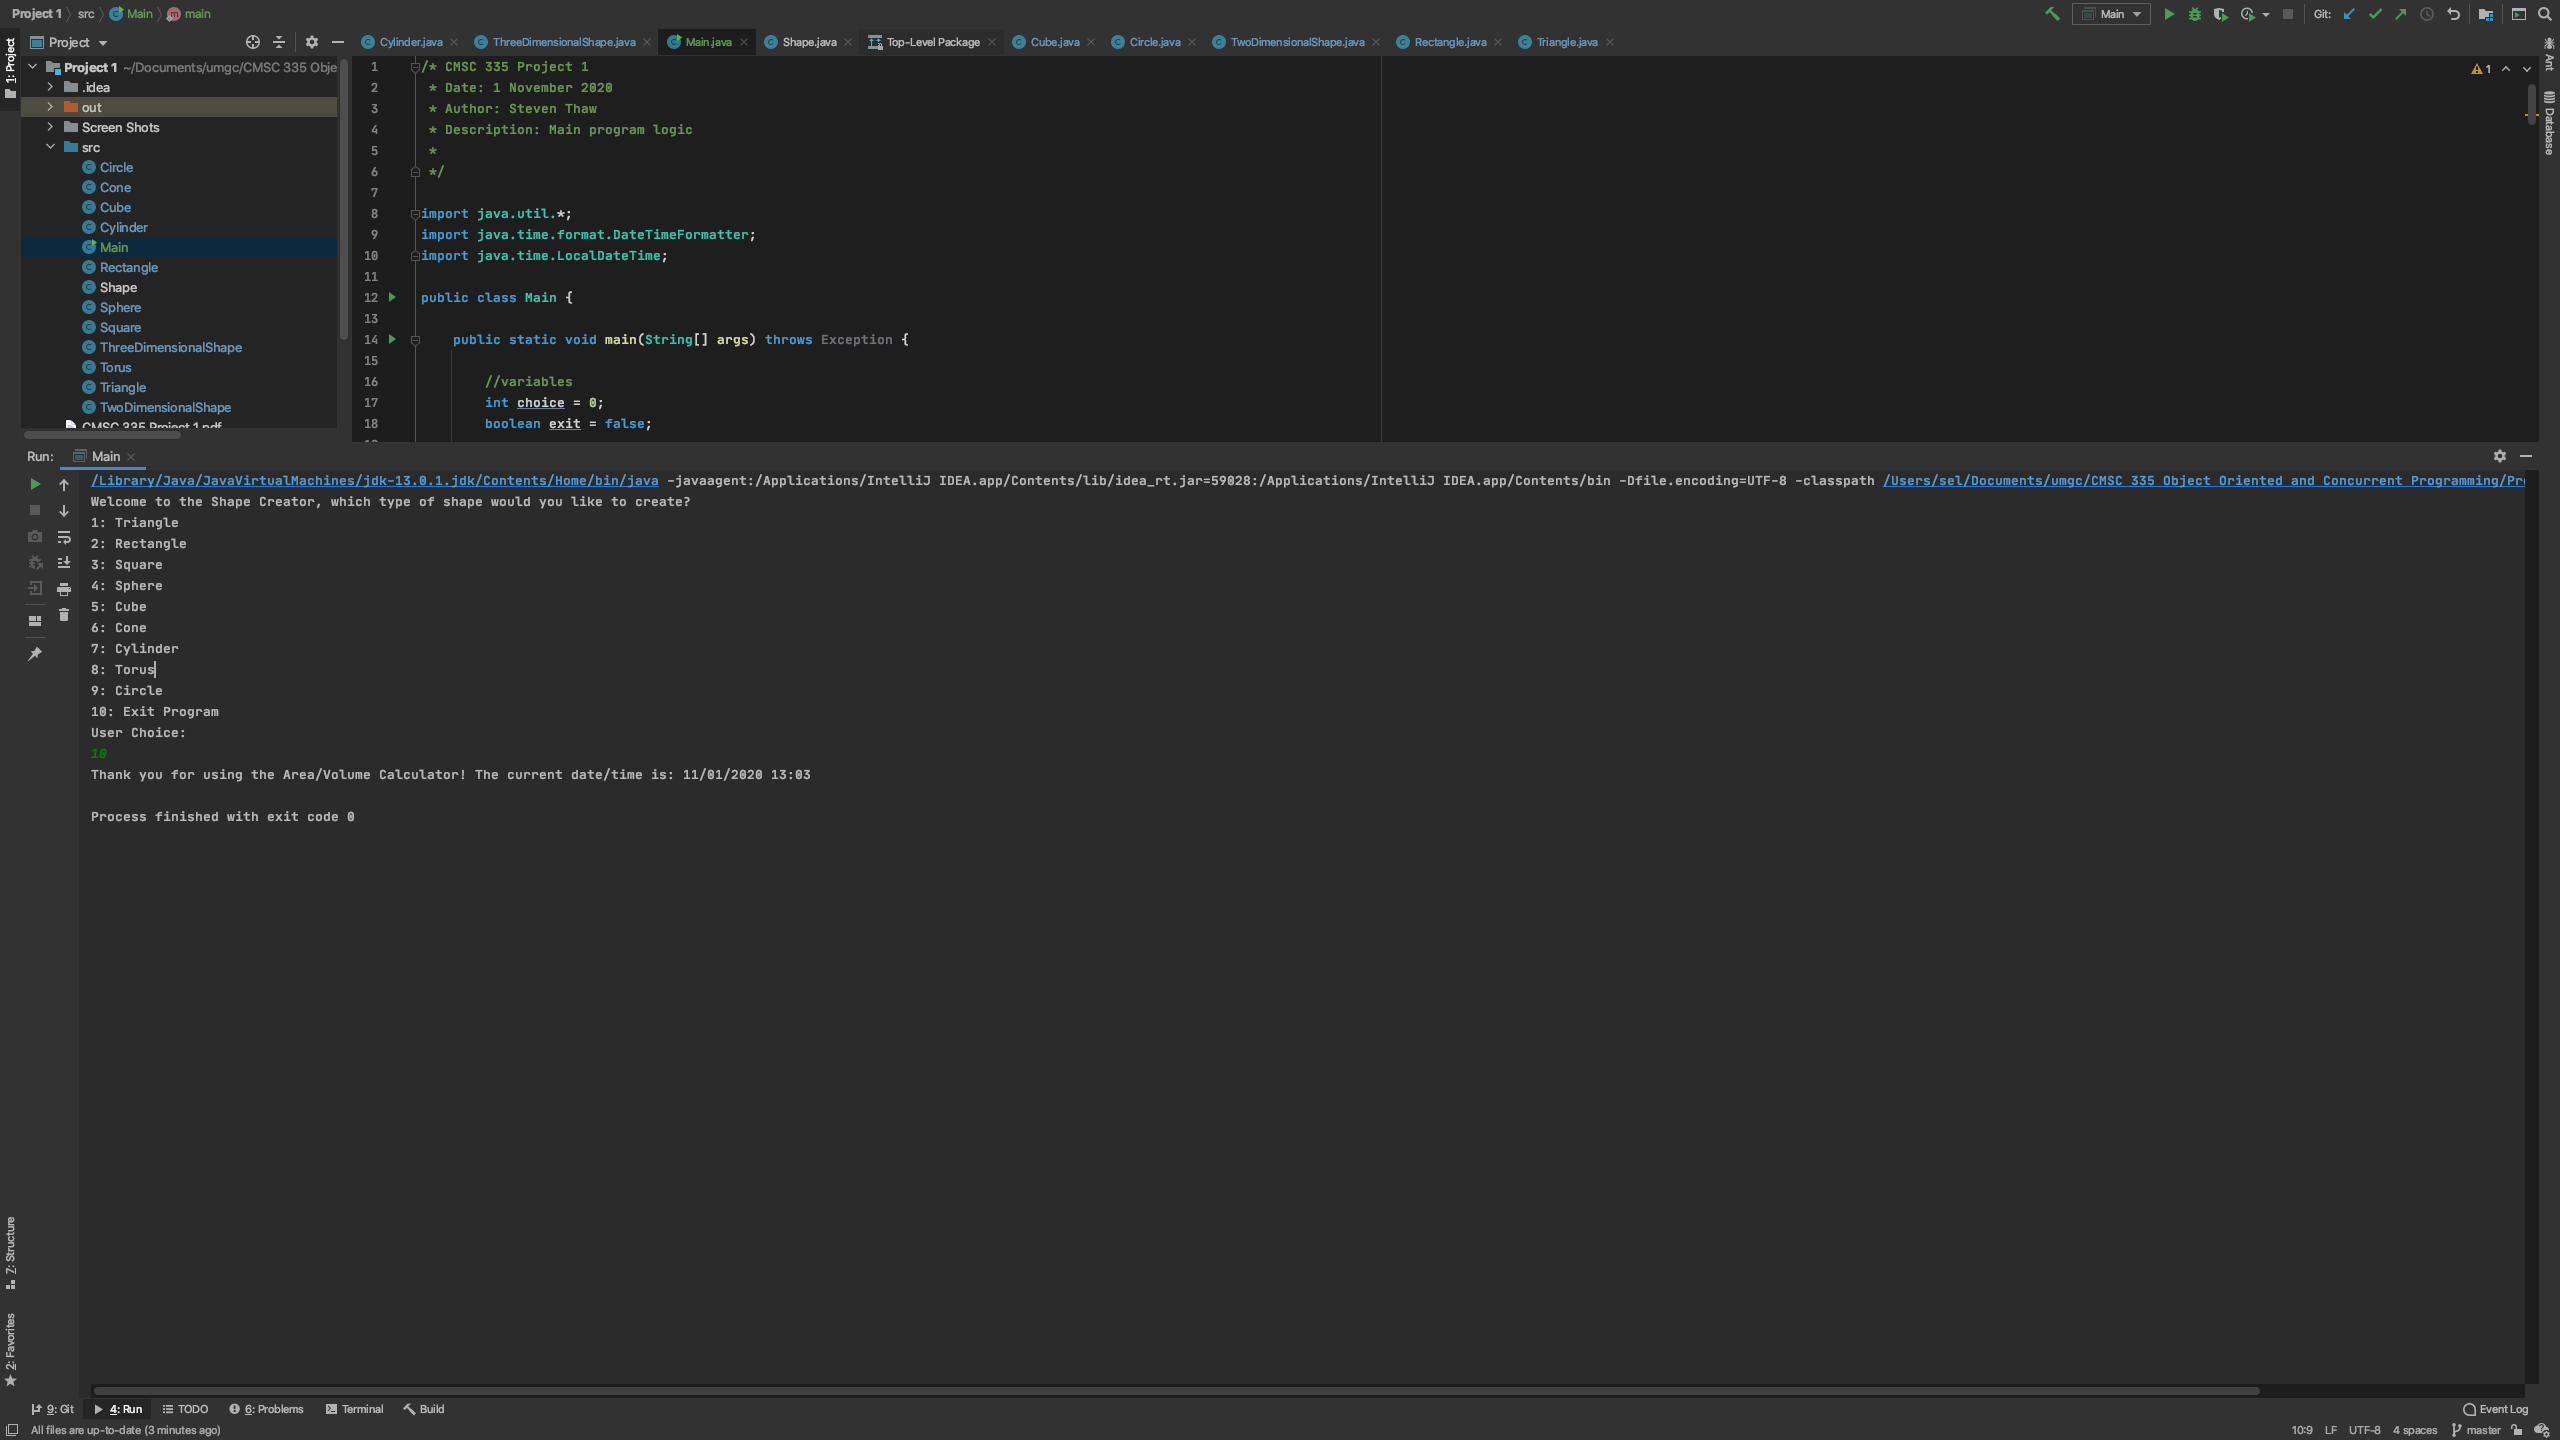 Project 1 src Main main
Main
Git:
1: Project
Project
Cylinder.java ThreeDimensionalShape.java Main.java Shape.java Top-Level Package Cube.java Circle.java TwoDimensionalShape.java Rectangle.java Triangle.java
Project 1 ~/Documents/umgc/CMSC 335 Obje
.idea
out
Screen Shots
src
Circle
Cone
Cube
Cylinder
Main
Rectangle
Shape
Sphere
Square
ThreeDimensionalShape
Torus
Triangle
TwoDimensionalShape
CMSC 335 Project 1.pdf
1 /* CMSC 335 Project 1
2 * Date: 1 November 2020
3 * Author: Steven Thaw
4 * Description: Main program logic
5 *
6 */
7
8 import java.util.*;
9 import java.time.format.DateTimeFormatter;
10 import java.time.LocalDateTime;
11
12 public class Main {
13
14 public static void main(String[] args) throws Exception {
15
16 //variables
17 int choice = 0;
18 boolean exit = false;
19
1
Ant
Database
Run: Main
/Library/Java/JavaVirtualMachines/jdk-13.0.1.jdk/Contents/Home/bin/java -javaagent:/Applications/IntelliJ IDEA.app/Contents/lib/idea_rt.jar=59028:/Applications/IntelliJ IDEA.app/Contents/bin -Dfile.encoding=UTF-8 -classpath /Users/sel/Documents/umgc/CMSC 335 Object Oriented and Concurrent Programming/Pr
Welcome to the Shape Creator, which type of shape would you like to create?
1: Triangle
2: Rectangle
3: Square
4: Sphere
5: Cube
6: Cone
7: Cylinder
8: Torus
9: Circle
10: Exit Program
User Choice:
10
Thank you for using the Area/Volume Calculator! The current date/time is: 11/01/2020 13:03
Process finished with exit code 0
7: Structure
2: Favorites
9: Git 4: Run TODO 6: Problems Terminal Build
Event Log
All files are up-to-date (3 minutes ago)
10:9 LF UTF-8 4 spaces master